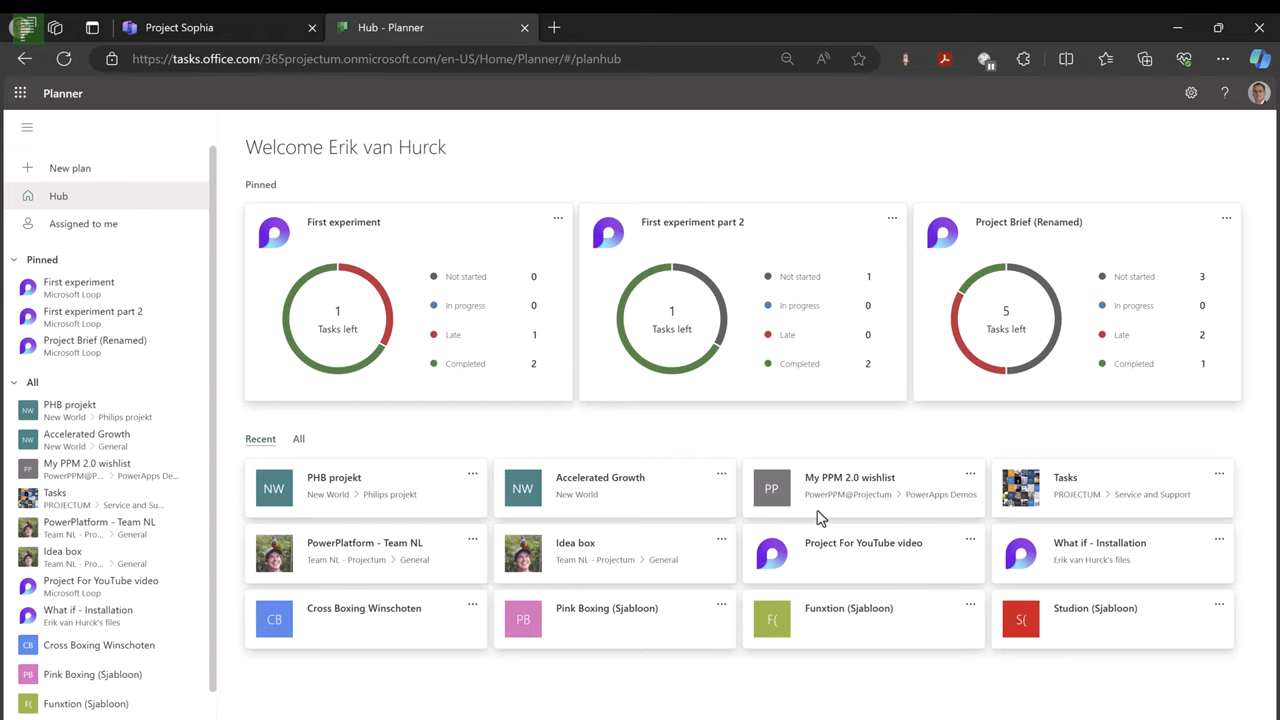 Project Sophia
Hub - Planner
https://tasks.office.com/365projectum.onmicrosoft.com/en-US/Home/Planner/#/planhub
Planner
New plan
Hub
Assigned to me
Pinned
First experiment
Microsoft Loop
First experiment part 2
Microsoft Loop
Project Brief (Renamed)
Microsoft Loop
All
NW
PHB projekt
New World > Philips projekt
NW
Accelerated Growth
New World > General
PP
My PPM 2.0 wishlist
PowerPPM@P... > PowerApps De...
Tasks
PROJECTUM > Service and Su...
PowerPlatform - Team NL
Team NL - Pro... > General
Idea box
Team NL - Pro... > General
Project For YouTube video
Microsoft Loop
What if - Installation
Erik van Hurck's files
CB
Cross Boxing Winschoten
PB
Pink Boxing (Sjabloon)
F(
Funxtion (Sjabloon)
Welcome Erik van Hurck
Pinned
First experiment
1
Tasks left
Not started 0
In progress 0
Late 1
Completed 2
First experiment part 2
1
Tasks left
Not started 1
In progress 0
Late 0
Completed 2
Project Brief (Renamed)
5
Tasks left
Not started 3
In progress 0
Late 2
Completed 1
Recent All
NW
PHB projekt
New World > Philips projekt
NW
Accelerated Growth
New World
PP
My PPM 2.0 wishlist
PowerPPM@Projectum > PowerApps Demos
Tasks
PROJECTUM > Service and Support
PowerPlatform - Team NL
Team NL - Projectum > General
Idea box
Team NL - Projectum > General
Project For YouTube video
What if - Installation
Erik van Hurck's files
CB
Cross Boxing Winschoten
PB
Pink Boxing (Sjabloon)
F(
Funxtion (Sjabloon)
S(
Studion (Sjabloon)